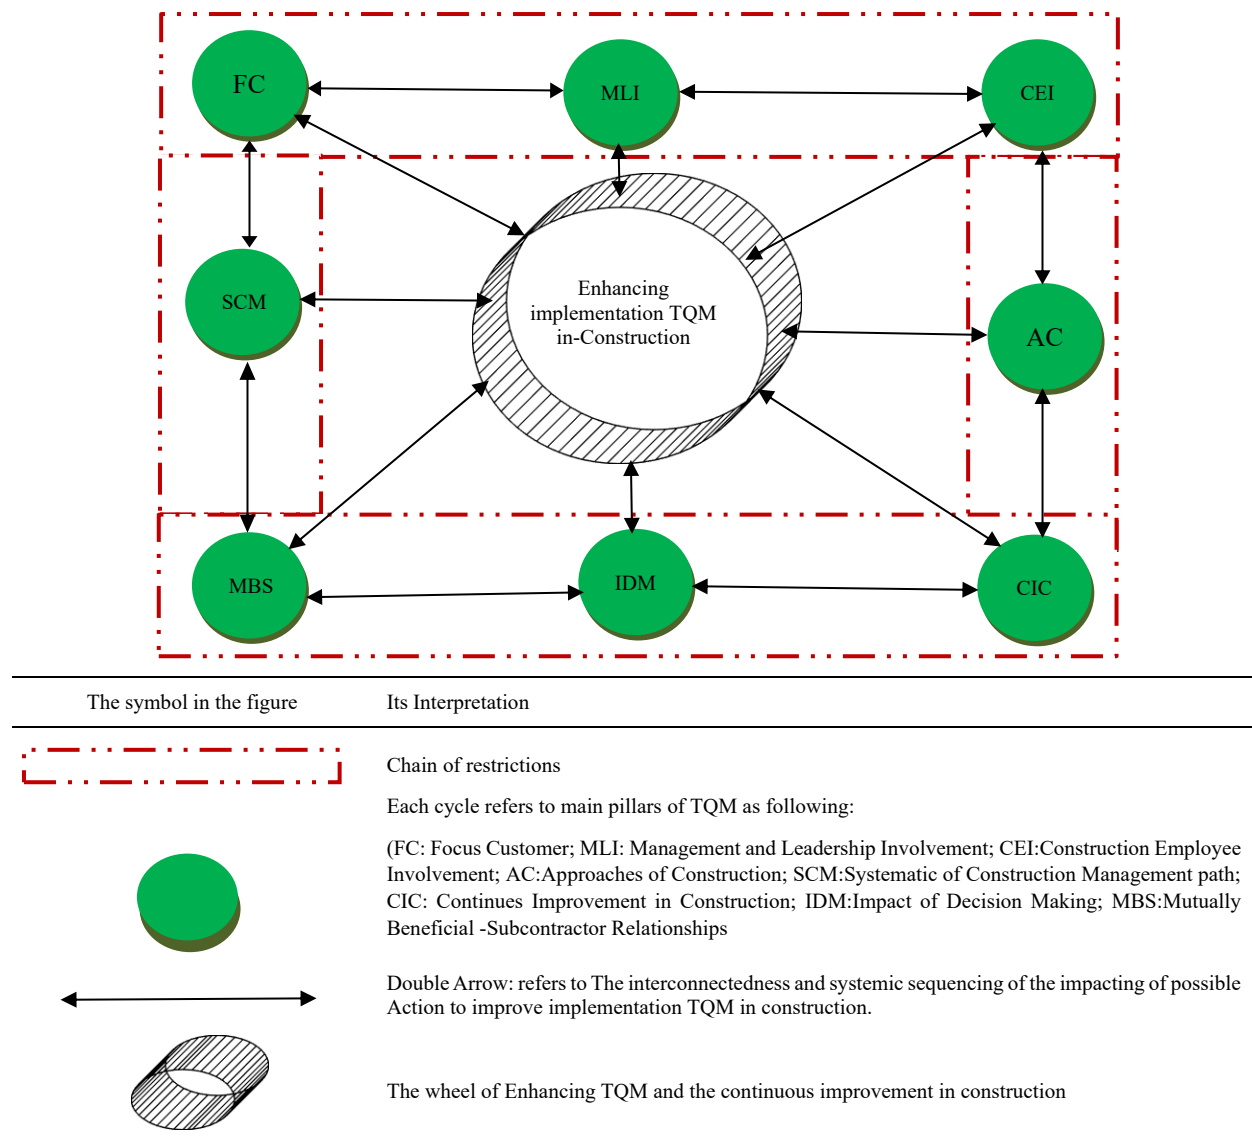 FC
MLI
CEI
SCM
Enhancing
implementation TQM
in-Construction
AC
MBS
IDM
CIC
The symbol in the figure
Its Interpretation
Chain of restrictions
Each cycle refers to main pillars of TQM as following:
(FC: Focus Customer; MLI: Management and Leadership Involvement; CEI:Construction Employee
Involvement; AC:Approaches of Construction; SCM:Systematic of Construction Management path;
CIC: Continues Improvement in Construction; IDM:Impact of Decision Making; MBS:Mutually
Beneficial -Subcontractor Relationships
Double Arrow: refers to The interconnectedness and systemic sequencing of the impacting of possible
Action to improve implementation TQM in construction.
The wheel of Enhancing TQM and the continuous improvement in construction